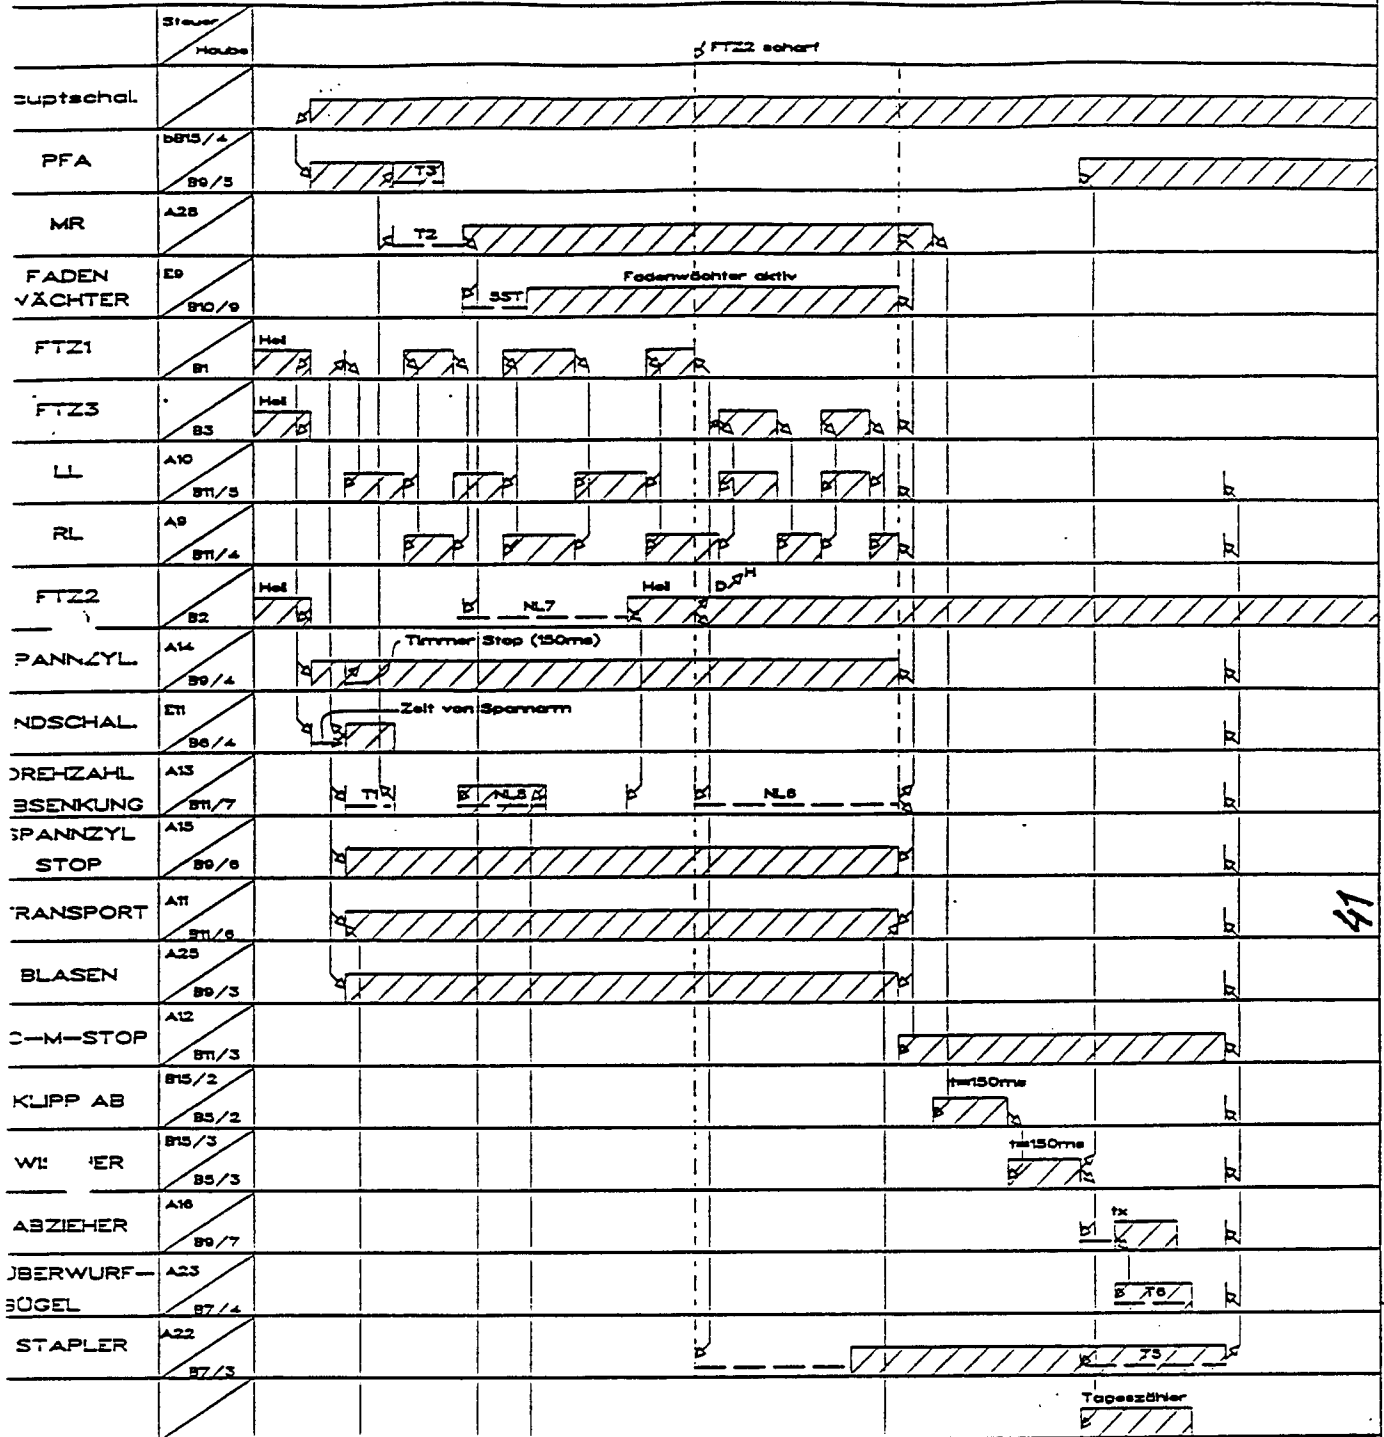 Steuer
Haube
FTZ2 scharf
uptschal.
PFA
bB15/4
B9/5
T3
MR
A28
T2
FADEN
VÄCHTER
E9
B10/9
SST
Fadenwächter aktiv
FTZ1
B1
Hell
FTZ3
B3
Hell
LL
A10
B11/5
RL
A9
B11/4
FTZ2
B2
Hell
NL7
Hell
D H
PANNZYL.
A14
B9/4
Timmer Stop (150ms)
NDSCHAL.
E11
B6/4
Zeit von Spannarm
DREHZAHL
BSENKUNG
A13
B11/7
T1
NL8
NL6
SPANNZYL
STOP
A15
B9/6
TRANSPORT
A11
B11/6
BLASEN
A25
B9/3
C-M-STOP
A12
B11/3
KLIPP AB
B15/2
B5/2
t=150ms
B15/3
B5/3
t=150ms
ABZIEHER
A16
B9/7
tx
ÜBERWURF-
BÜGEL
A23
B7/4
T6
STAPLER
A22
B7/3
T5
Tageszähler
41